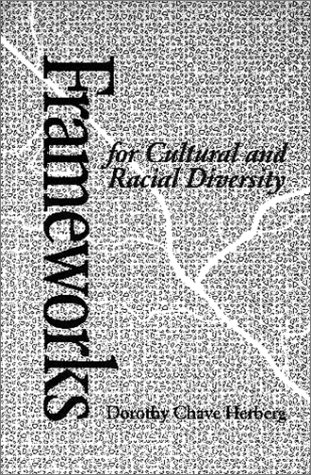 Frameworks
for Cultural and
Racial Diversity
Dorothy Chave Herberg